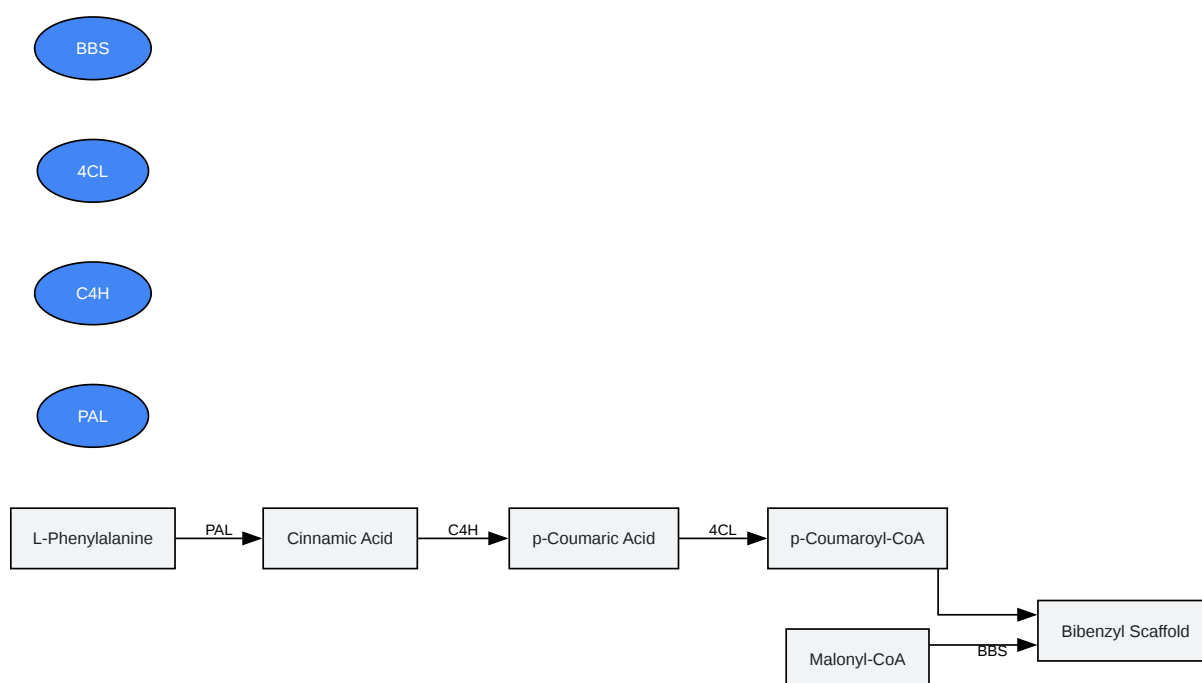 BBS
4CL
C4H
PAL
L-Phenylalanine
PAL
Cinnamic Acid
C4H
p-Coumaric Acid
4CL
p-Coumaroyl-CoA
Malonyl-CoA
BBS
Bibenzyl Scaffold